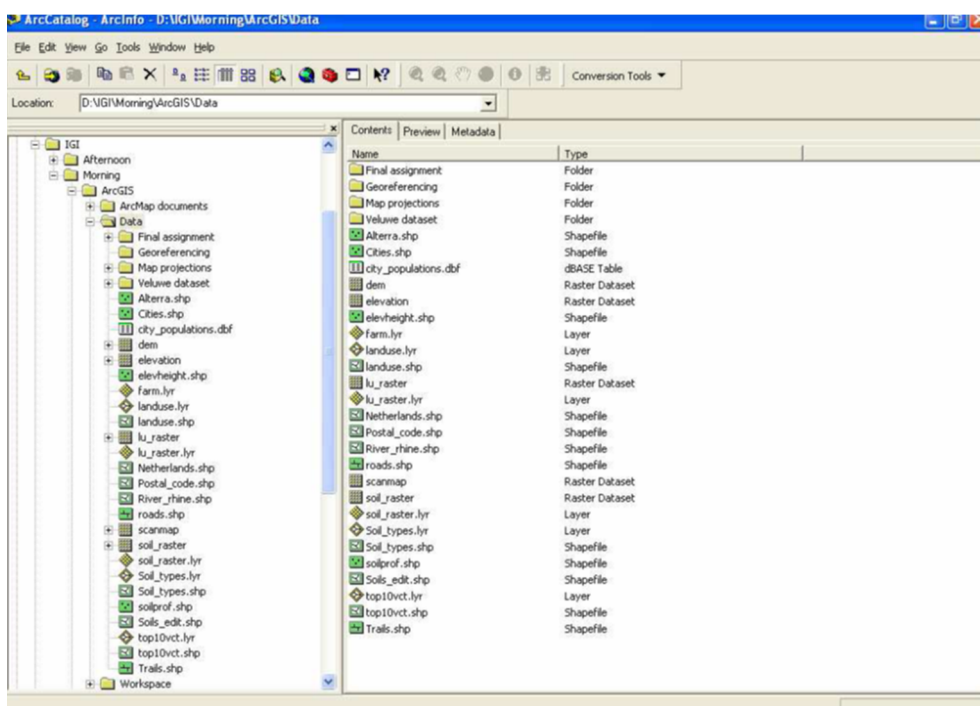 ArcCatalog - ArcInfo - D:\IGI\Morning\ArcGIS\Data
File Edit View Go Tools Window Help
Conversion Tools
Location: D:\IGI\Morning\ArcGIS\Data
IGI
Afternoon
Morning
ArcGIS
ArcMap documents
Data
Final assignment
Georeferencing
Map projections
Veluwe dataset
Alterra.shp
Cities.shp
city_populations.dbf
dem
elevation
elevheight.shp
farm.lyr
landuse.lyr
landuse.shp
lu_raster
lu_raster.lyr
Netherlands.shp
Postal_code.shp
River_rhine.shp
roads.shp
scanmap
soil_raster
soil_raster.lyr
Soil_types.lyr
Soil_types.shp
soilprof.shp
Soils_edit.shp
top10vct.lyr
top10vct.shp
Trails.shp
Workspace
Contents Preview Metadata
Name Type
Final assignment Folder
Georeferencing Folder
Map projections Folder
Veluwe dataset Folder
Alterra.shp Shapefile
Cities.shp Shapefile
city_populations.dbf dBASE Table
dem Raster Dataset
elevation Raster Dataset
elevheight.shp Shapefile
farm.lyr Layer
landuse.lyr Layer
landuse.shp Shapefile
lu_raster Raster Dataset
lu_raster.lyr Layer
Netherlands.shp Shapefile
Postal_code.shp Shapefile
River_rhine.shp Shapefile
roads.shp Shapefile
scanmap Raster Dataset
soil_raster Raster Dataset
soil_raster.lyr Layer
Soil_types.lyr Layer
Soil_types.shp Shapefile
soilprof.shp Shapefile
Soils_edit.shp Shapefile
top10vct.lyr Layer
top10vct.shp Shapefile
Trails.shp Shapefile